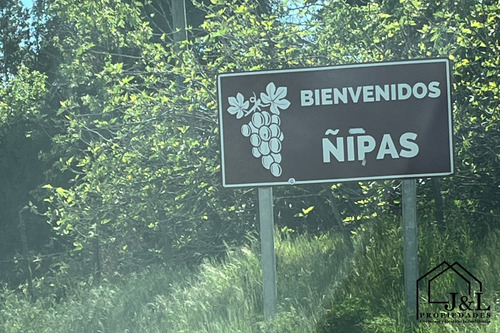 BIENVENIDOS
ÑIPAS
J&L
PROPIEDADES